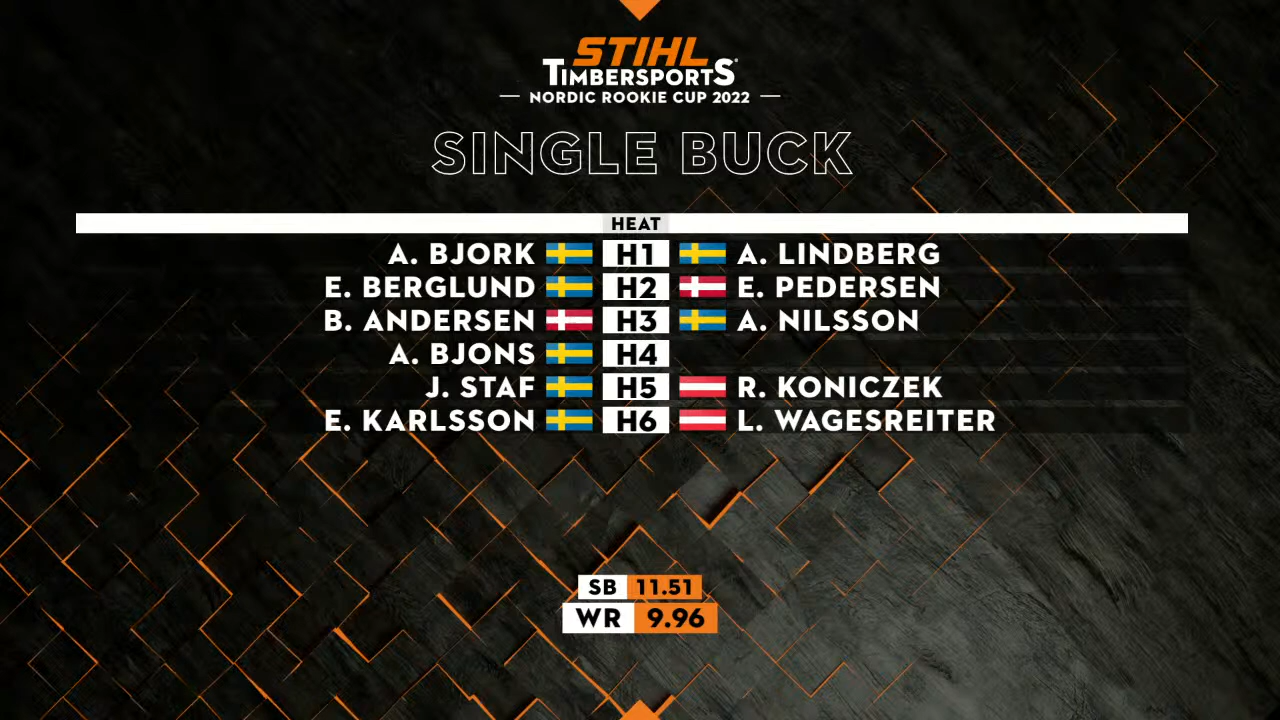 STIHL
TIMBERSPORTS
NORDIC ROOKIE CUP 2022
SINGLE BUCK
HEAT
A. BJORK H1 A. LINDBERG
E. BERGLUND H2 E. PEDERSEN
B. ANDERSEN H3 A. NILSSON
A. BJONS H4
J. STAF H5 R. KONICZEK
E. KARLSSON H6 L. WAGESREITER
SB 11.51
WR 9.96